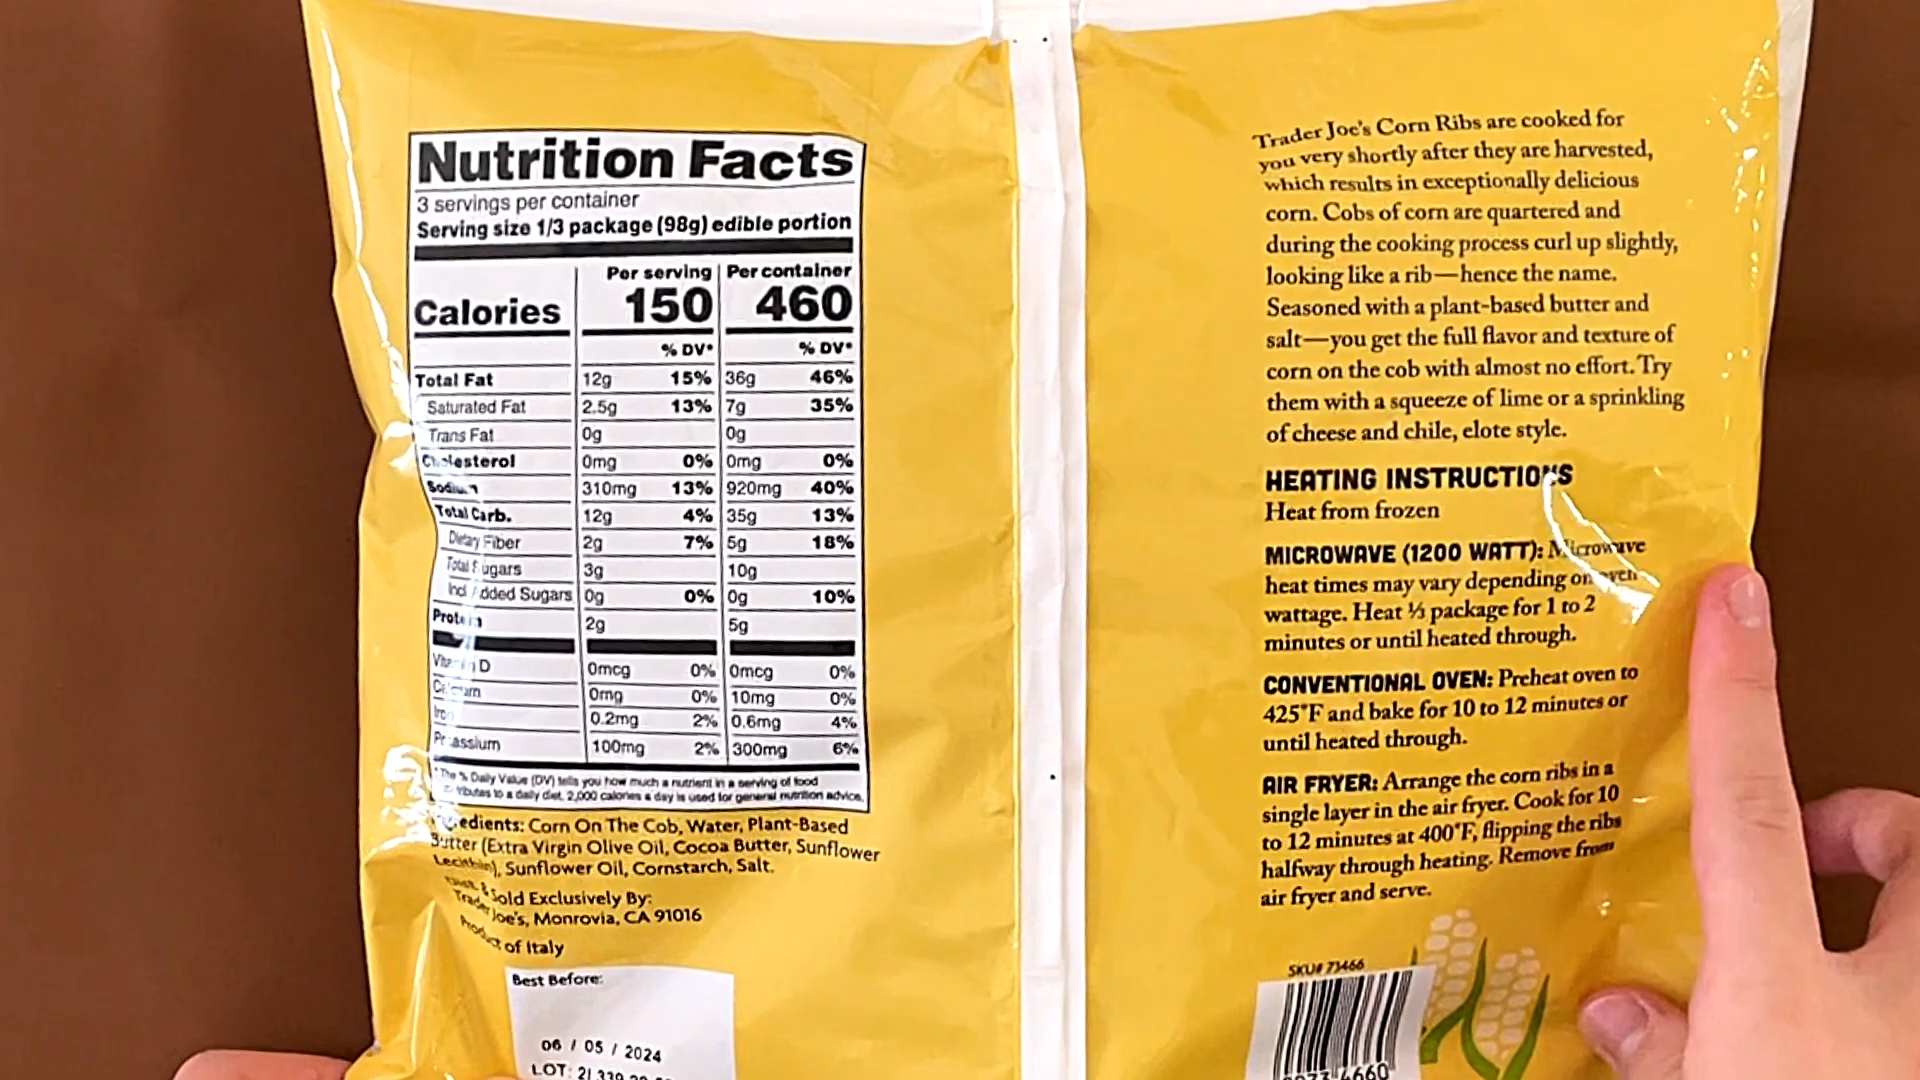 Nutrition Facts
3 servings per container
Serving size 1/3 package (98g) edible portion
Per serving Per container
Calories 150 460
% DV* % DV*
Total Fat 12g 15% 36g 46%
Saturated Fat 2.5g 13% 7g 35%
Trans Fat 0g 0g
Cholesterol 0mg 0% 0mg 0%
Sodium 310mg 13% 920mg 40%
Total Carb. 12g 4% 35g 13%
Dietary Fiber 2g 7% 5g 18%
Total Sugars 3g 10g
Incl. Added Sugars 0g 0% 0g 10%
Protein 2g 5g
Vitamin D 0mcg 0% 0mcg 0%
Calcium 0mg 0% 10mg 0%
Iron 0.2mg 2% 0.6mg 4%
Potassium 100mg 2% 300mg 6%
*The % Daily Value (DV) tells you how much a nutrient in a serving of food
contributes to a daily diet. 2,000 calories a day is used for general nutrition advice.
Ingredients: Corn On The Cob, Water, Plant-Based
Butter (Extra Virgin Olive Oil, Cocoa Butter, Sunflower
Lecithin), Sunflower Oil, Cornstarch, Salt.
Dist. & Sold Exclusively By:
Trader Joe's, Monrovia, CA 91016
Product of Italy
Best Before:
06 / 05 / 2024
LOT: 21 339
Trader Joe's Corn Ribs are cooked for
you very shortly after they are harvested,
which results in exceptionally delicious
corn. Cobs of corn are quartered and
during the cooking process curl up slightly,
looking like a rib—hence the name.
Seasoned with a plant-based butter and
salt—you get the full flavor and texture of
corn on the cob with almost no effort. Try
them with a squeeze of lime or a sprinkling
of cheese and chile, elote style.
HEATING INSTRUCTIONS
Heat from frozen
MICROWAVE (1200 WATT): Microwave
heat times may vary depending on oven
wattage. Heat ⅓ package for 1 to 2
minutes or until heated through.
CONVENTIONAL OVEN: Preheat oven to
425°F and bake for 10 to 12 minutes or
until heated through.
AIR FRYER: Arrange the corn ribs in a
single layer in the air fryer. Cook for 10
to 12 minutes at 400°F, flipping the ribs
halfway through heating. Remove from
air fryer and serve.
SKU# 73466
4660